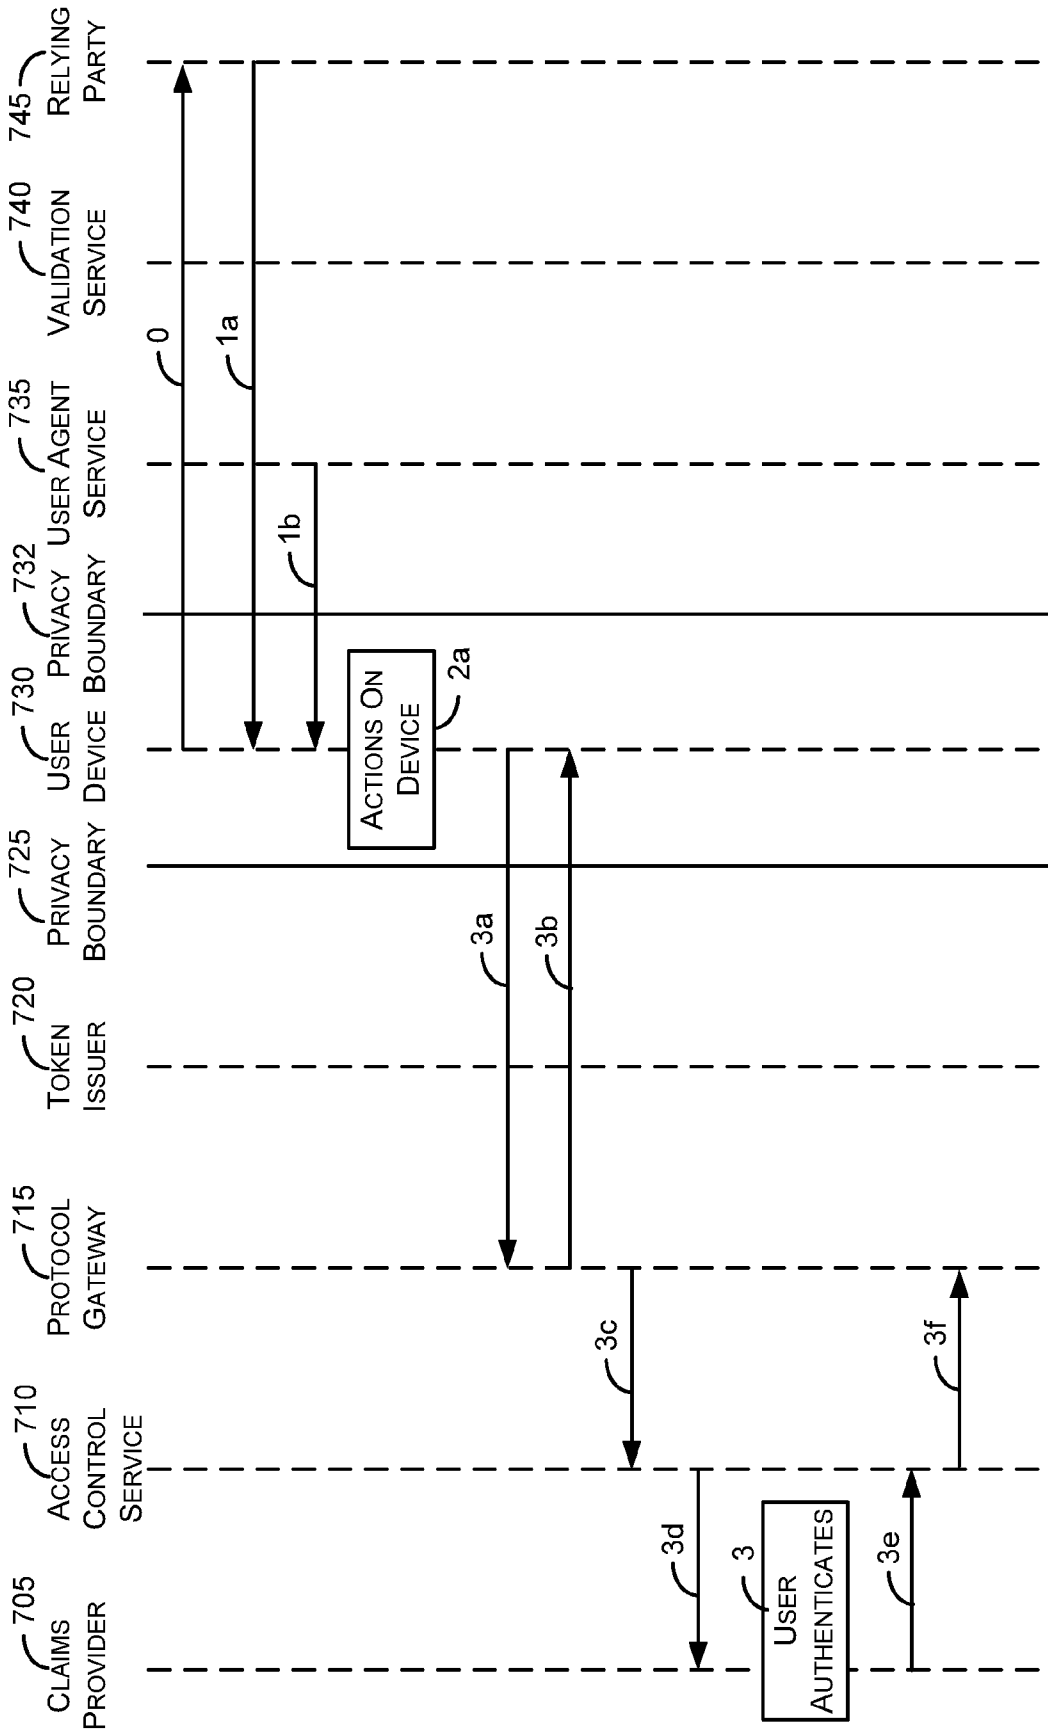 705
CLAIMS
PROVIDER
710
ACCESS
CONTROL
SERVICE
715
PROTOCOL
GATEWAY
720
TOKEN
ISSUER
725
PRIVACY
BOUNDARY
730
USER
DEVICE
732
PRIVACY
BOUNDARY
735
USER AGENT
SERVICE
740
VALIDATION
SERVICE
745
RELYING
PARTY
0
1a
1b
ACTIONS ON
DEVICE
2a
3a
3b
3c
3d
3
USER
AUTHENTICATES
3e
3f